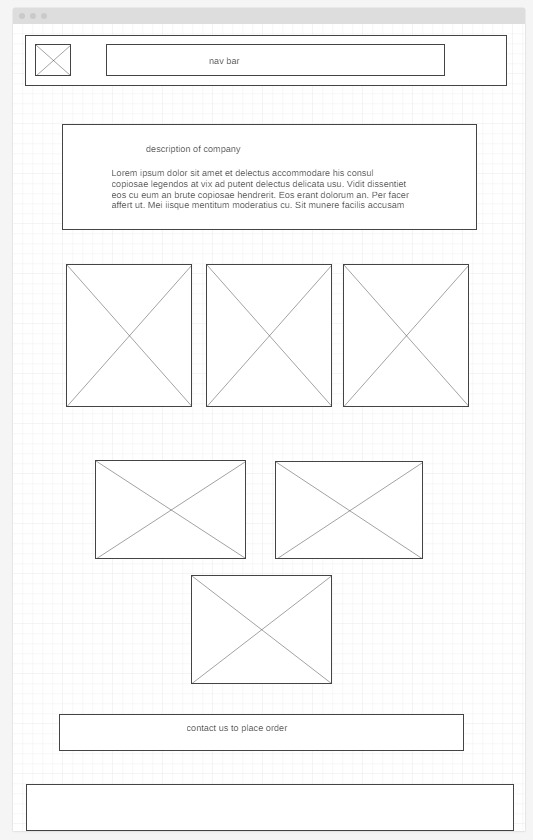 nav bar
description of company
Lorem ipsum dolor sit amet et delectus accommodare his consul
copiosae legendos at vix ad putent delectus delicata usu. Vidit dissentiet
eos cu eum an brute copiosae hendrerit. Eos erant dolorum an. Per facer
affert ut. Mei iisque mentitum moderatius cu. Sit munere facilis accusam
contact us to place order